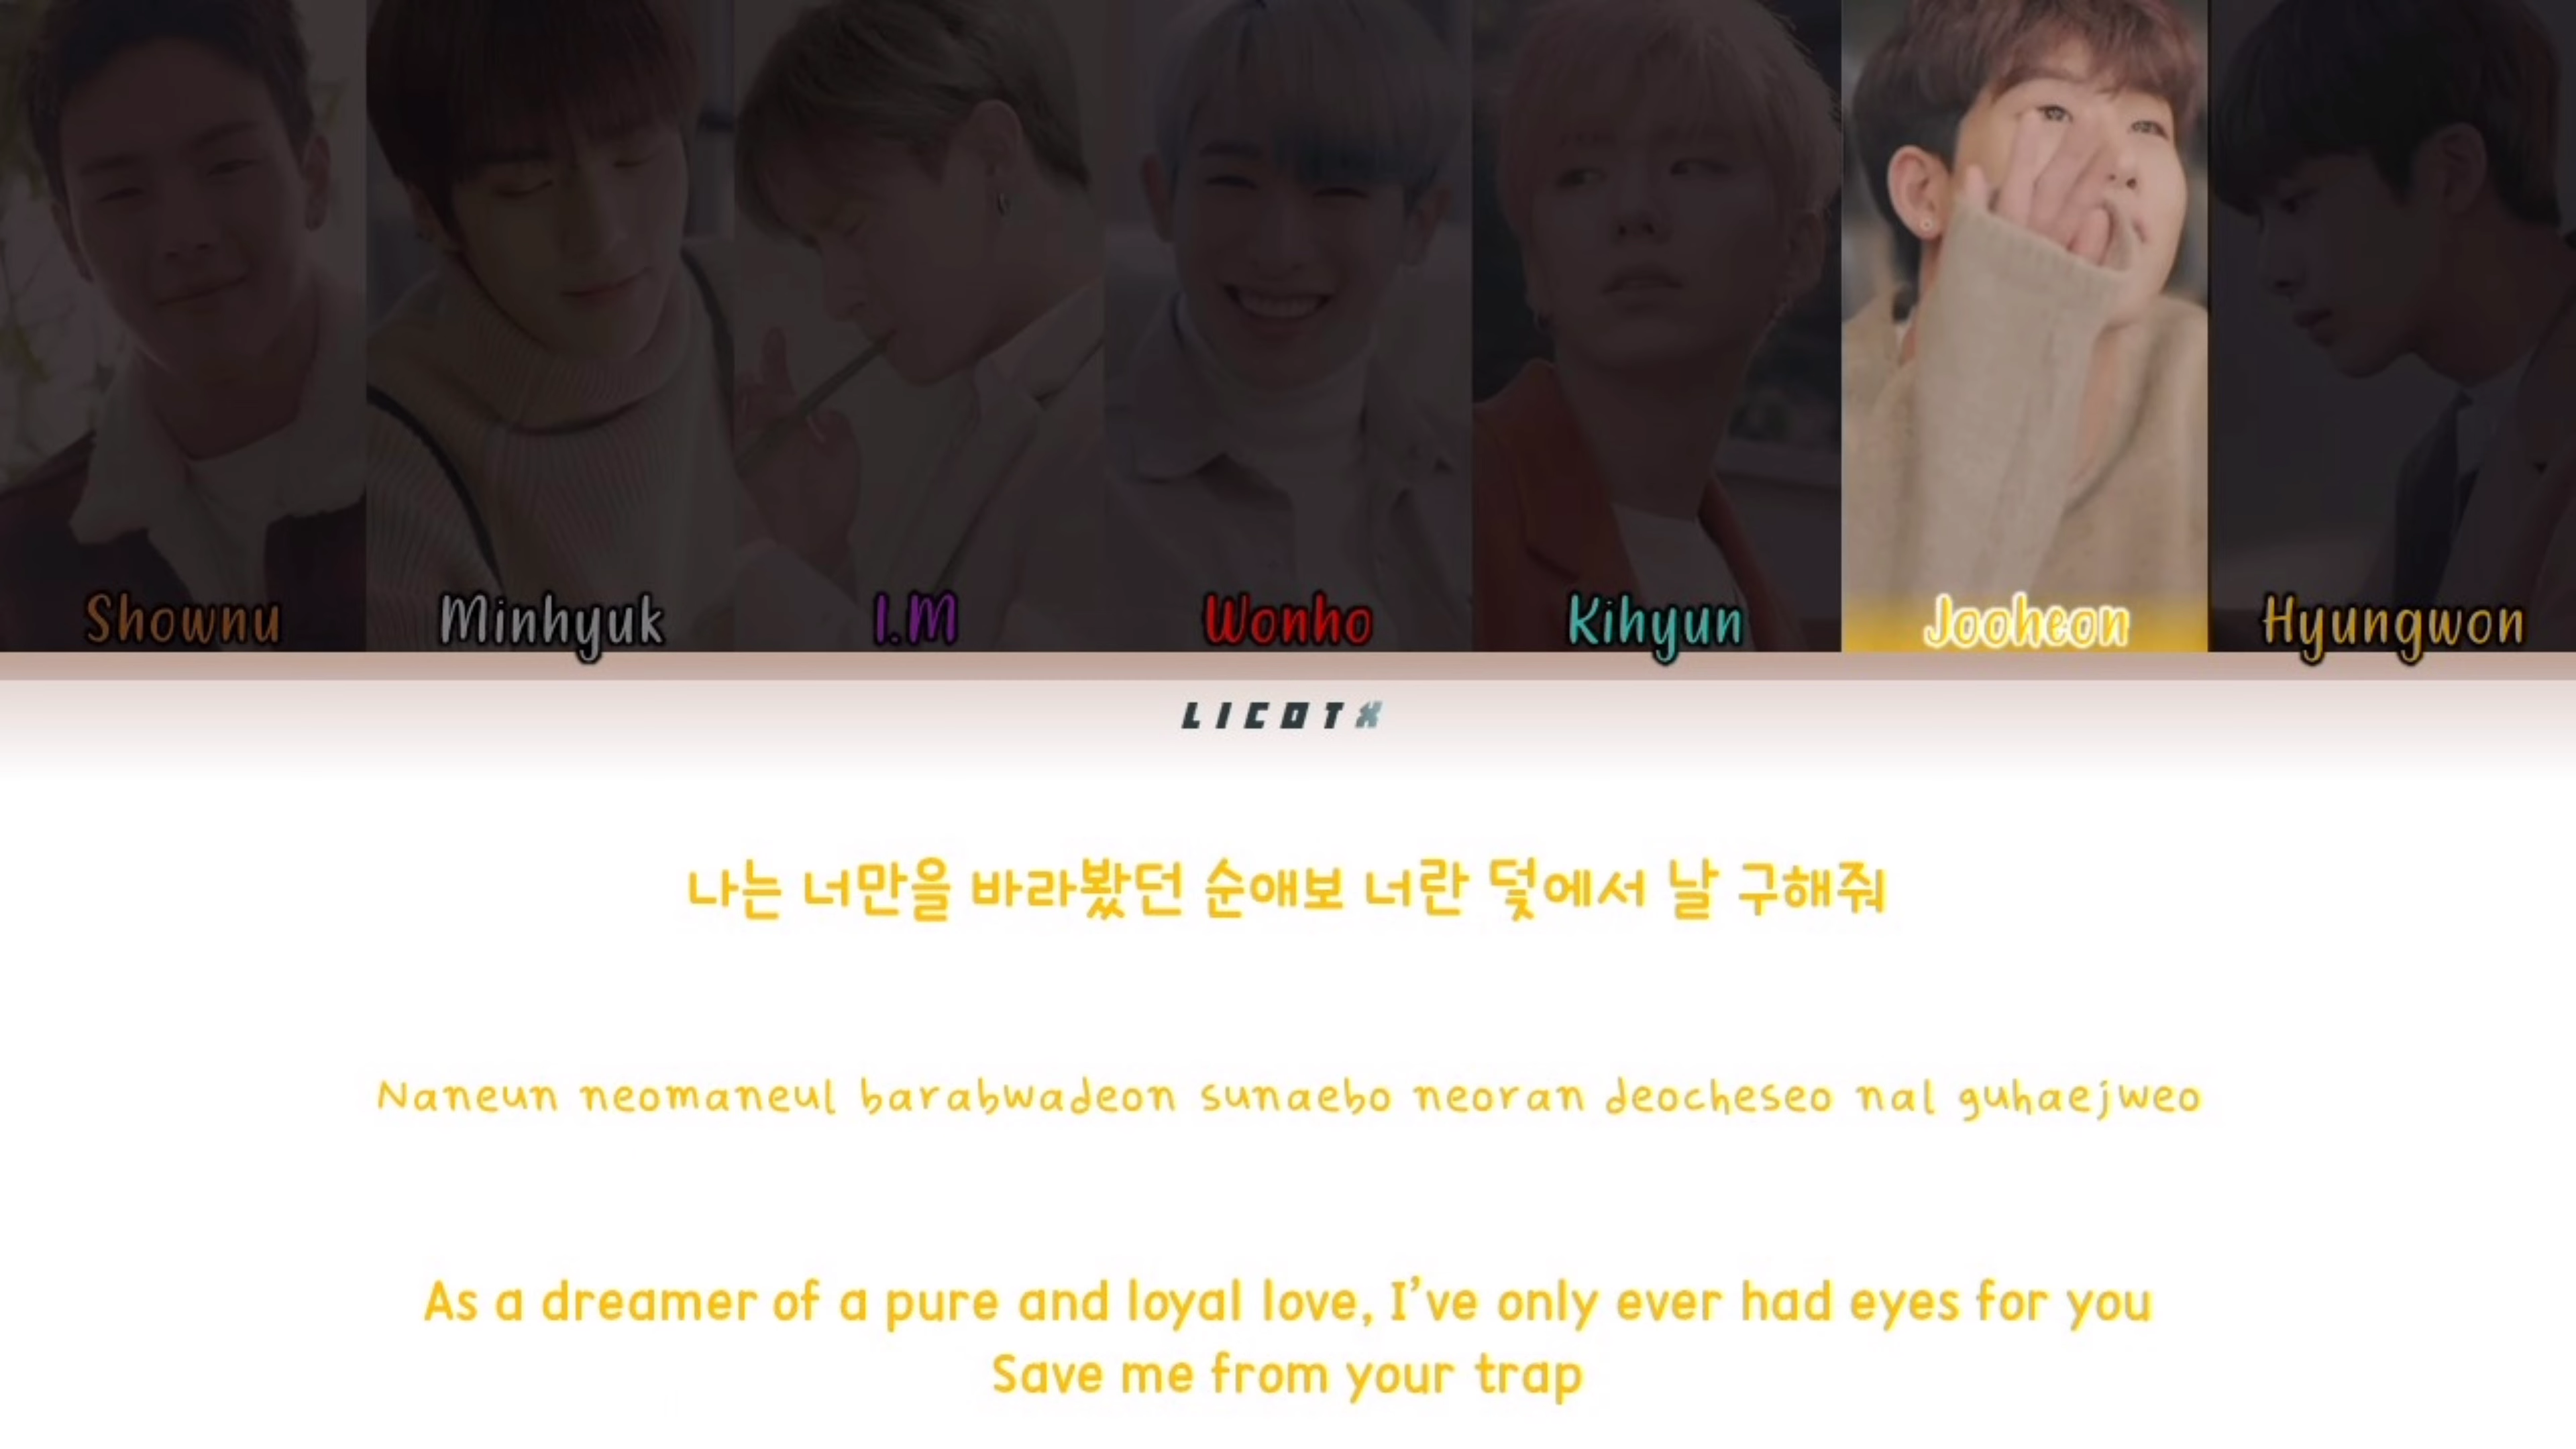 Shownu Minhyuk I.M Wonho Kihyun Jooheon Hyungwon
LICOTX
나는 너만을 바라봤던 순애보 너란 덫에서 날 구해줘
Naneun neomaneul barabwadeon sunaebo neoran deocheseo nal guhaejweo
As a dreamer of a pure and loyal love, I've only ever had eyes for you
Save me from your trap